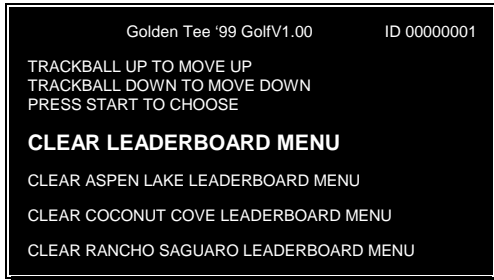 Golden Tee ‘99 GolfV1.00 ID 00000001
TRACKBALL UP TO MOVE UP
TRACKBALL DOWN TO MOVE DOWN
PRESS START TO CHOOSE
CLEAR LEADERBOARD MENU
CLEAR ASPEN LAKE LEADERBOARD MENU
CLEAR COCONUT COVE LEADERBOARD MENU
CLEAR RANCHO SAGUARO LEADERBOARD MENU